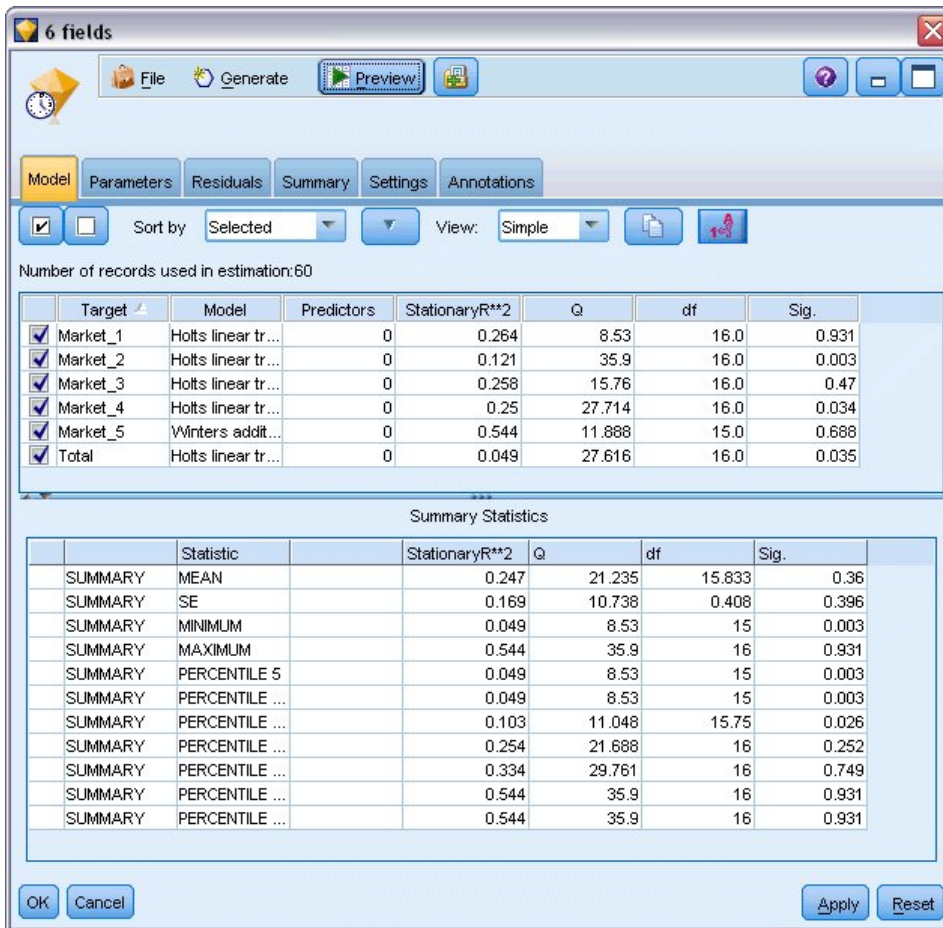 6 fields
File Generate Preview
Model Parameters Residuals Summary Settings Annotations
Sort by Selected View: Simple
Number of records used in estimation:60
Target Model Predictors StationaryR**2 Q df Sig.
Market_1 Holts linear tr... 0 0.264 8.53 16.0 0.931
Market_2 Holts linear tr... 0 0.121 35.9 16.0 0.003
Market_3 Holts linear tr... 0 0.258 15.76 16.0 0.47
Market_4 Holts linear tr... 0 0.25 27.714 16.0 0.034
Market_5 Winters addit... 0 0.544 11.888 15.0 0.688
Total Holts linear tr... 0 0.049 27.616 16.0 0.035
Summary Statistics
Statistic StationaryR**2 Q df Sig.
SUMMARY MEAN 0.247 21.235 15.833 0.36
SUMMARY SE 0.169 10.738 0.408 0.396
SUMMARY MINIMUM 0.049 8.53 15 0.003
SUMMARY MAXIMUM 0.544 35.9 16 0.931
SUMMARY PERCENTILE 5 0.049 8.53 15 0.003
SUMMARY PERCENTILE ... 0.049 8.53 15 0.003
SUMMARY PERCENTILE ... 0.103 11.048 15.75 0.026
SUMMARY PERCENTILE ... 0.254 21.688 16 0.252
SUMMARY PERCENTILE ... 0.334 29.761 16 0.749
SUMMARY PERCENTILE ... 0.544 35.9 16 0.931
SUMMARY PERCENTILE ... 0.544 35.9 16 0.931
OK Cancel Apply Reset